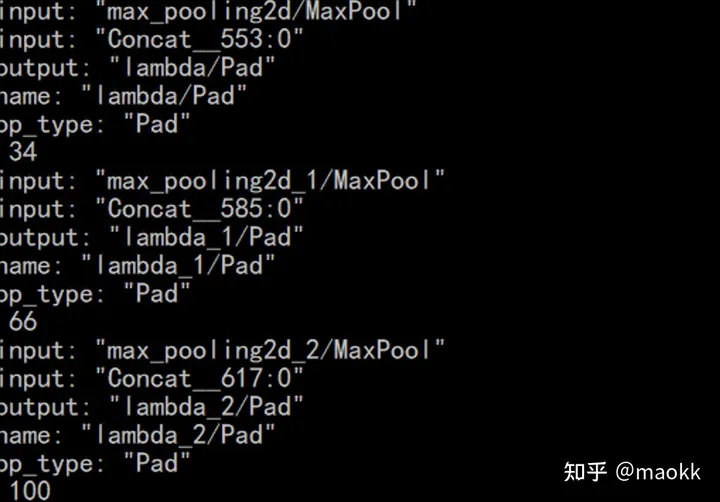 input: "max_pooling2d/MaxPool"
input: "Concat__553:0"
output: "lambda/Pad"
name: "lambda/Pad"
op_type: "Pad"
34
input: "max_pooling2d_1/MaxPool"
input: "Concat__585:0"
output: "lambda_1/Pad"
name: "lambda_1/Pad"
op_type: "Pad"
66
input: "max_pooling2d_2/MaxPool"
input: "Concat__617:0"
output: "lambda_2/Pad"
name: "lambda_2/Pad"
op_type: "Pad"
100
知乎 @maokk